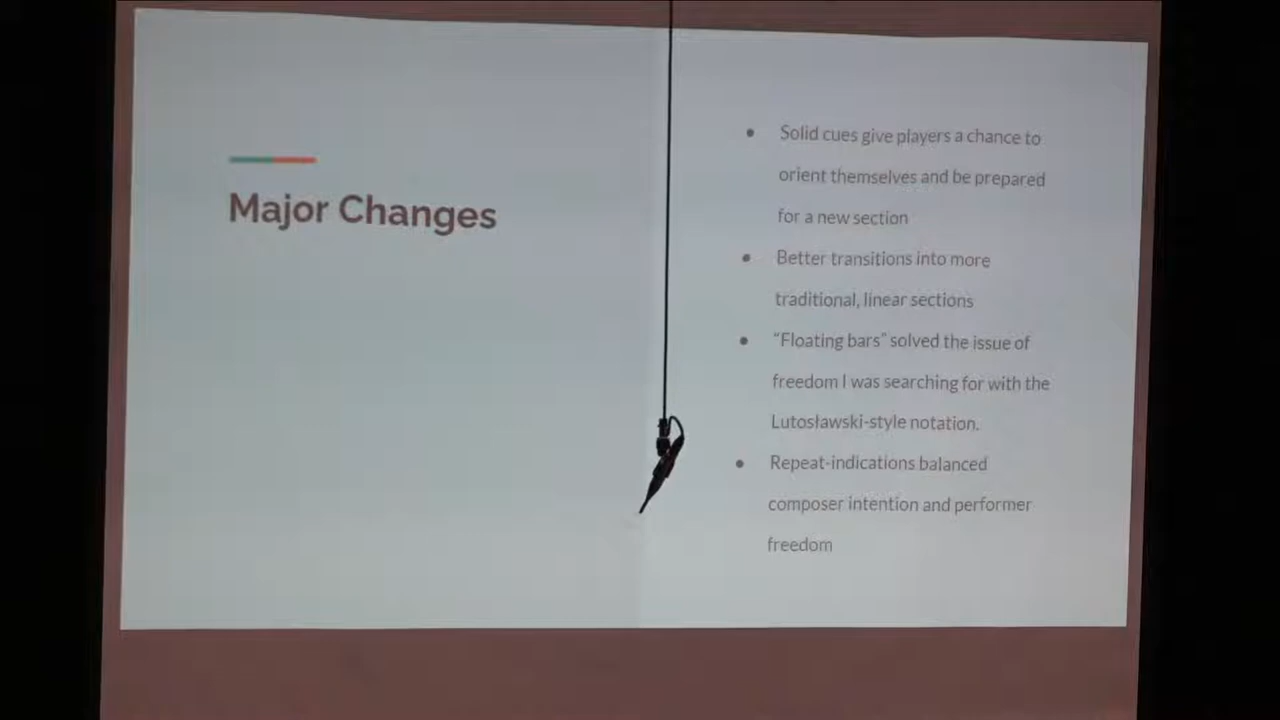 Major Changes
● Solid cues give players a chance to
orient themselves and be prepared
for a new section
● Better transitions into more
traditional, linear sections
● “Floating bars” solved the issue of
freedom I was searching for with the
Lutosławski-style notation.
● Repeat-indications balanced
composer intention and performer
freedom